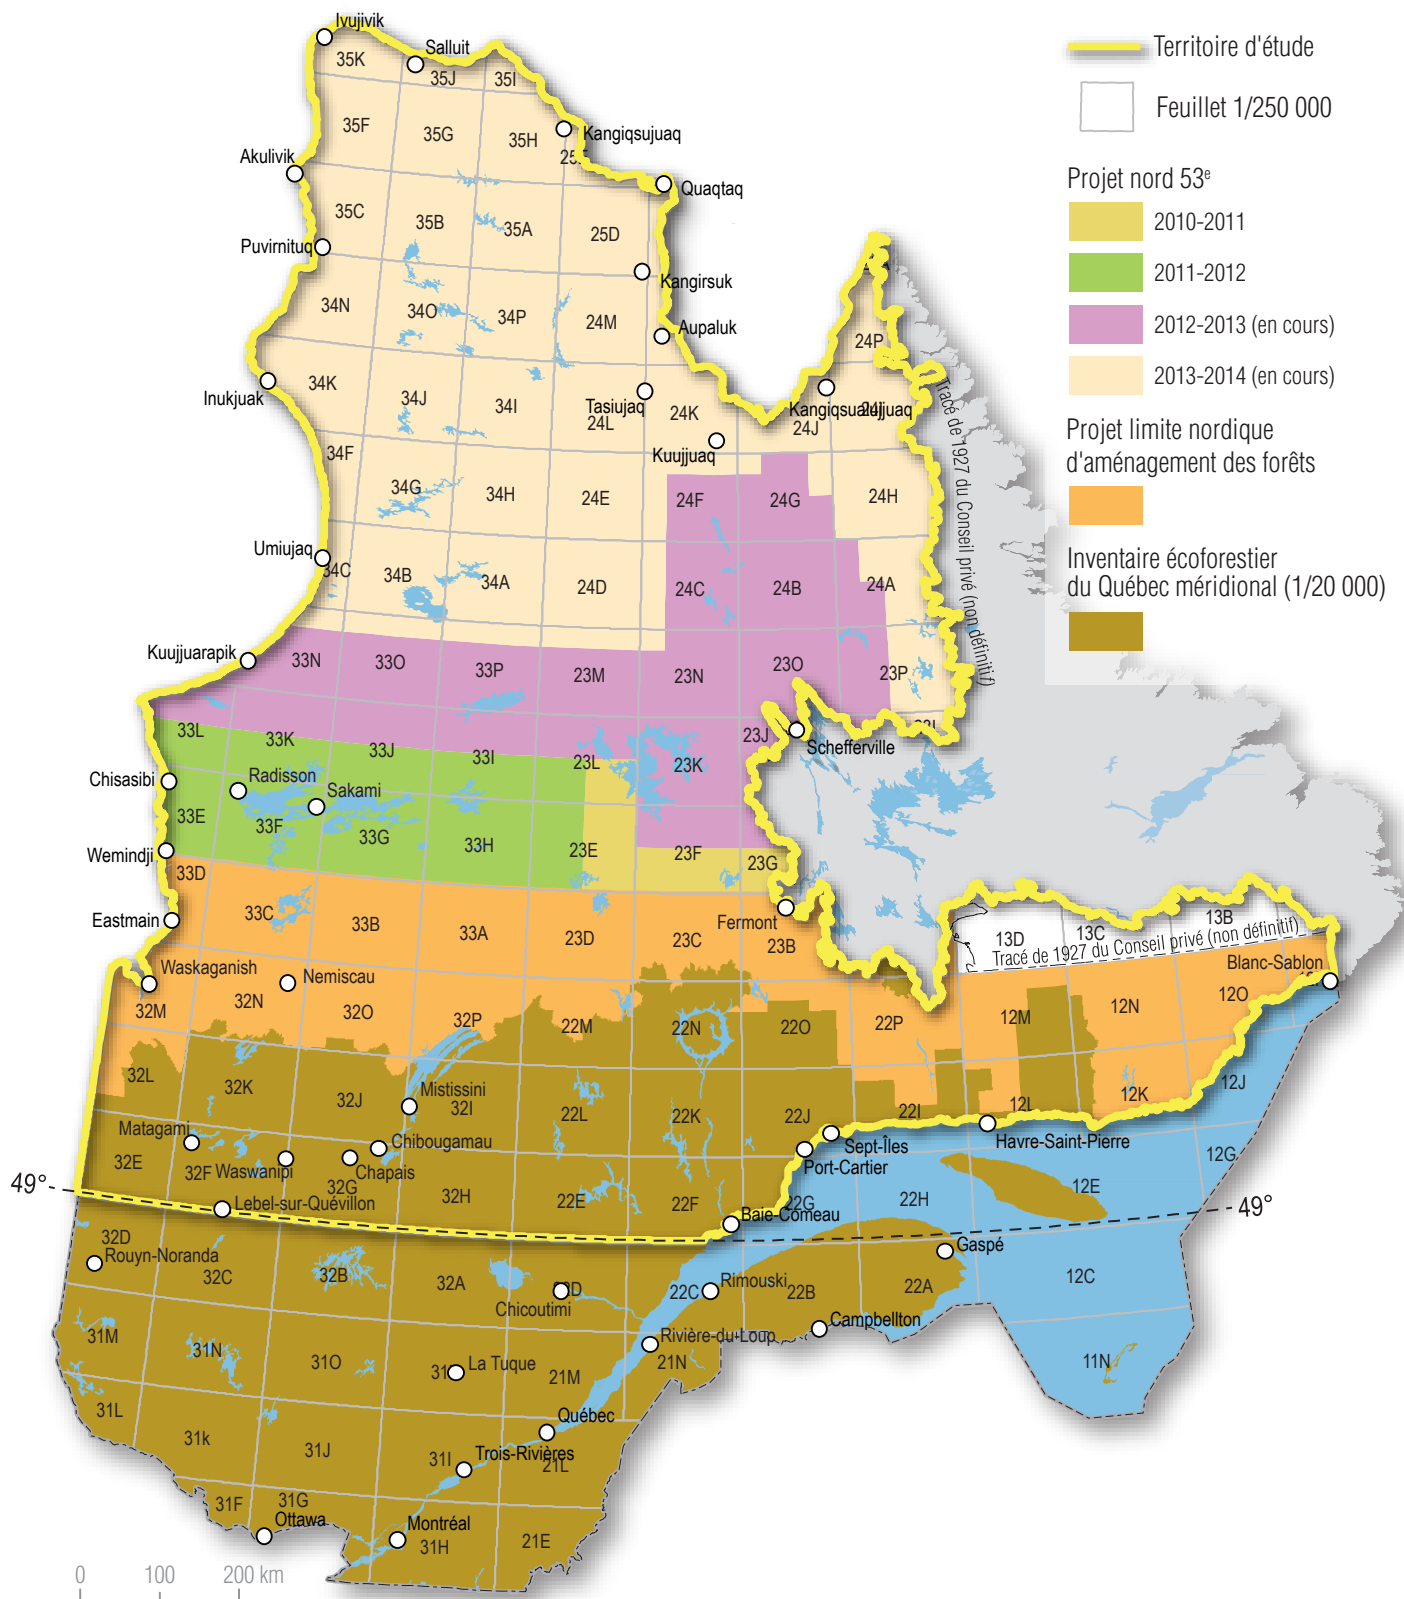 Territoire d'étude
Feuillet 1/250 000
Projet nord 53e
2010-2011
2011-2012
2012-2013 (en cours)
2013-2014 (en cours)
Projet limite nordique
d'aménagement des forêts
Inventaire écoforestier
du Québec méridional (1/20 000)
Ivujivik
Salluit
35K
35J
35I
35F
35G
35H
Kangiqsujuaq
Akulivik
Quaqtaq
35C
35B
35A
25D
Puvirnituq
Kangirsuk
34N
34O
34P
24M
Aupaluk
24P
Inukjuak
34K
34J
34I
Tasiujaq
24L
24K
Kangiqsualujjuaq
24J
24I
Kuujjuaq
34F
34G
34H
24E
24F
24G
24H
Tracé de 1927 du Conseil privé (non définitif)
Umiujaq
34C
34B
34A
24D
24C
24B
24A
Kuujjuarapik
33N
33O
33P
23M
23N
23O
23P
33L
33K
33J
33I
23L
23K
23J
Schefferville
Chisasibi
Radisson
Sakami
33E
33F
33G
33H
23E
23F
23G
Wemindji
33D
Eastmain
33C
33B
33A
23D
23C
23B
Fermont
13D
13C
13B
Tracé de 1927 du Conseil privé (non définitif)
Blanc-Sablon
Waskaganish
Nemiscau
32M
32N
32O
32P
22M
22N
22O
22P
12M
12N
12O
32L
32K
32J
Mistissini
32I
22L
22K
22J
22I
12L
12K
12J
Matagami
Chibougamau
Sept-Îles
Havre-Saint-Pierre
32E
32F
Waswanipi
Chapais
32G
Port-Cartier
12G
49°
Lebel-sur-Quévillon
32H
22E
22F
22G
22H
12E
49°
Baie-Comeau
32D
Rouyn-Noranda
32C
32B
32A
Chicoutimi
22C
Rimouski
22B
22A
Gaspé
12C
31M
31N
31O
La Tuque
21M
Rivière-du-Loup
21N
Campbellton
11N
31L
31k
31J
31I
Québec
Trois-Rivières
21L
31F
31G
Ottawa
Montréal
31H
21E
0
100
200 km